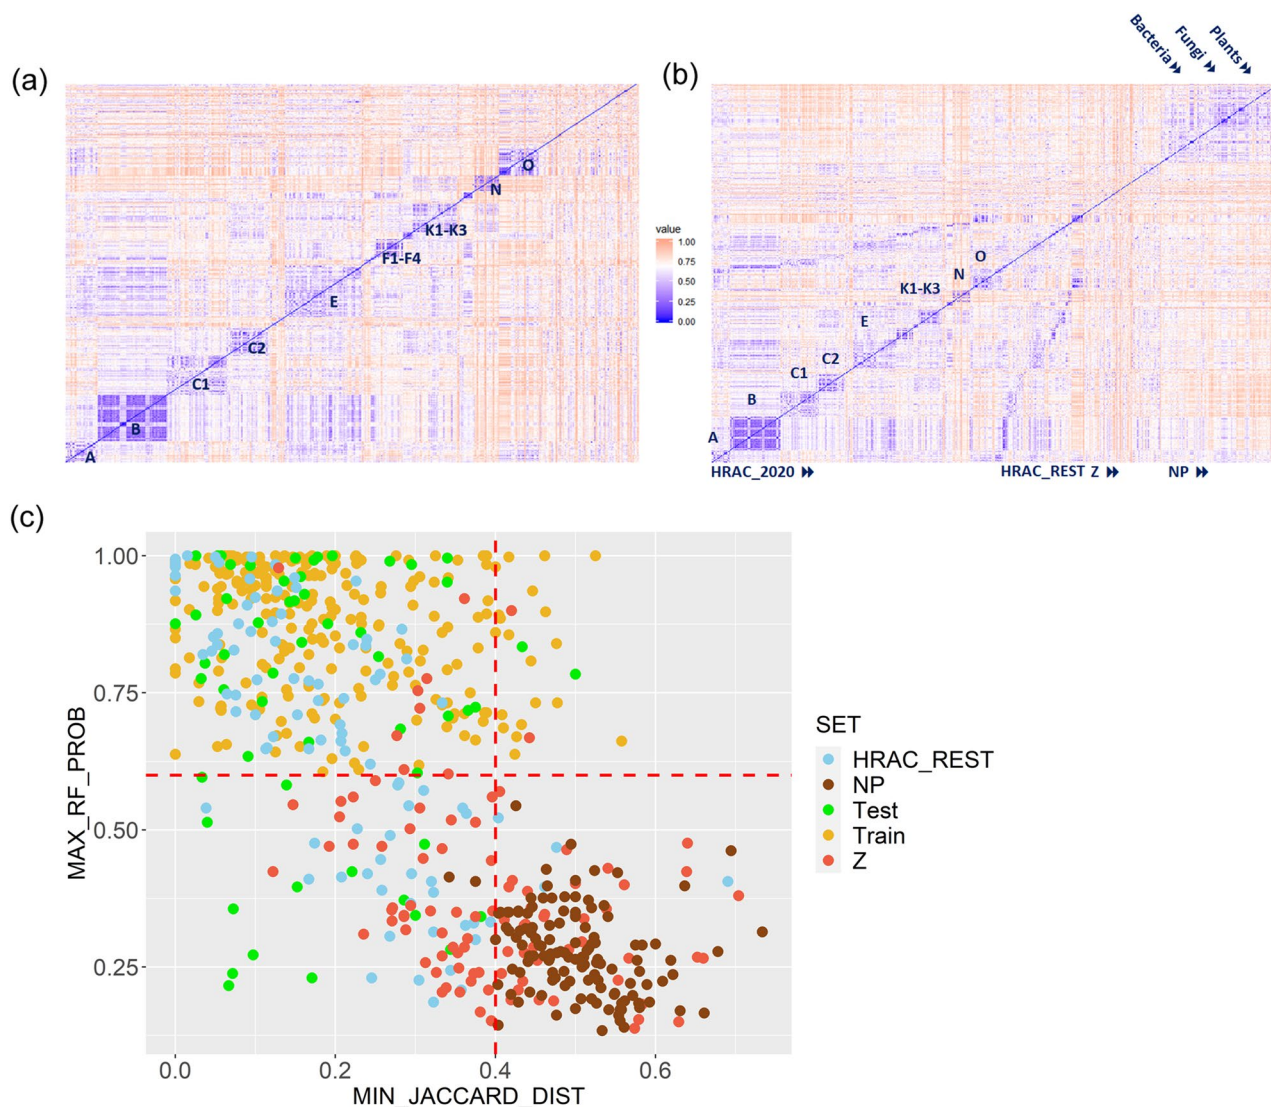 (a)
O
N
K1-K3
F1-F4
E
C2
C1
B
A
value
1.00
0.75
0.50
0.25
0.00
(b)
Bacteria
Fungi
Plants
O
N
K1-K3
E
C2
C1
B
A
HRAC_2020
HRAC_REST Z
NP
(c)
MAX_RF_PROB
1.00
0.75
0.50
0.25
0.0
0.2
0.4
0.6
MIN_JACCARD_DIST
SET
HRAC_REST
NP
Test
Train
Z